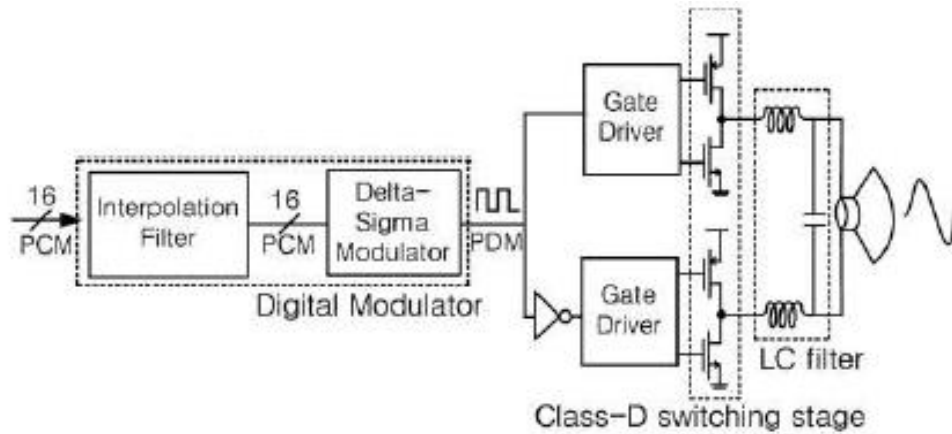 16
PCM
Interpolation
Filter
16
PCM
Delta-
Sigma
Modulator
PDM
Digital Modulator
Gate
Driver
Gate
Driver
LC filter
Class-D switching stage